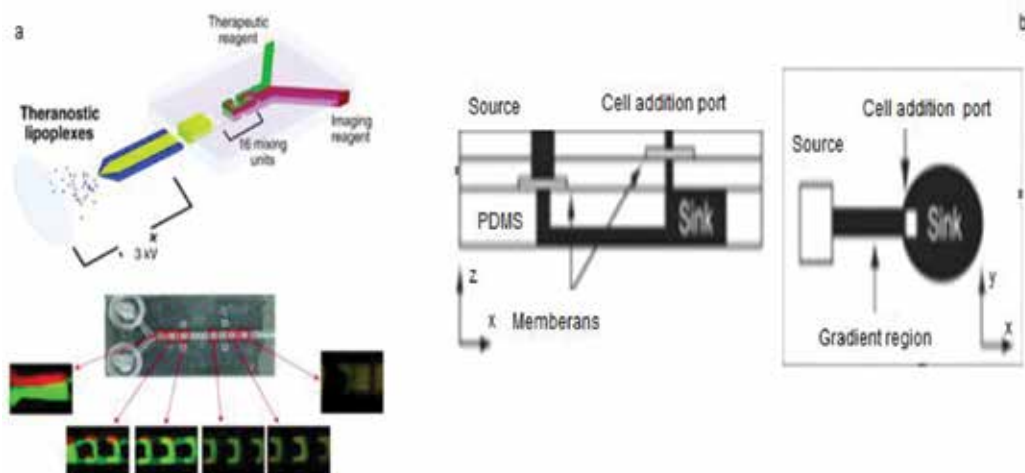 a
Therapeutic
reagent
Theranostic
lipoplexes
Imaging
reagent
16 mixing
units
3 kV
b
Source
Cell addition port
PDMS
Sink
z
x
Memberans
Cell addition port
Source
Sink
y
x
Gradient region